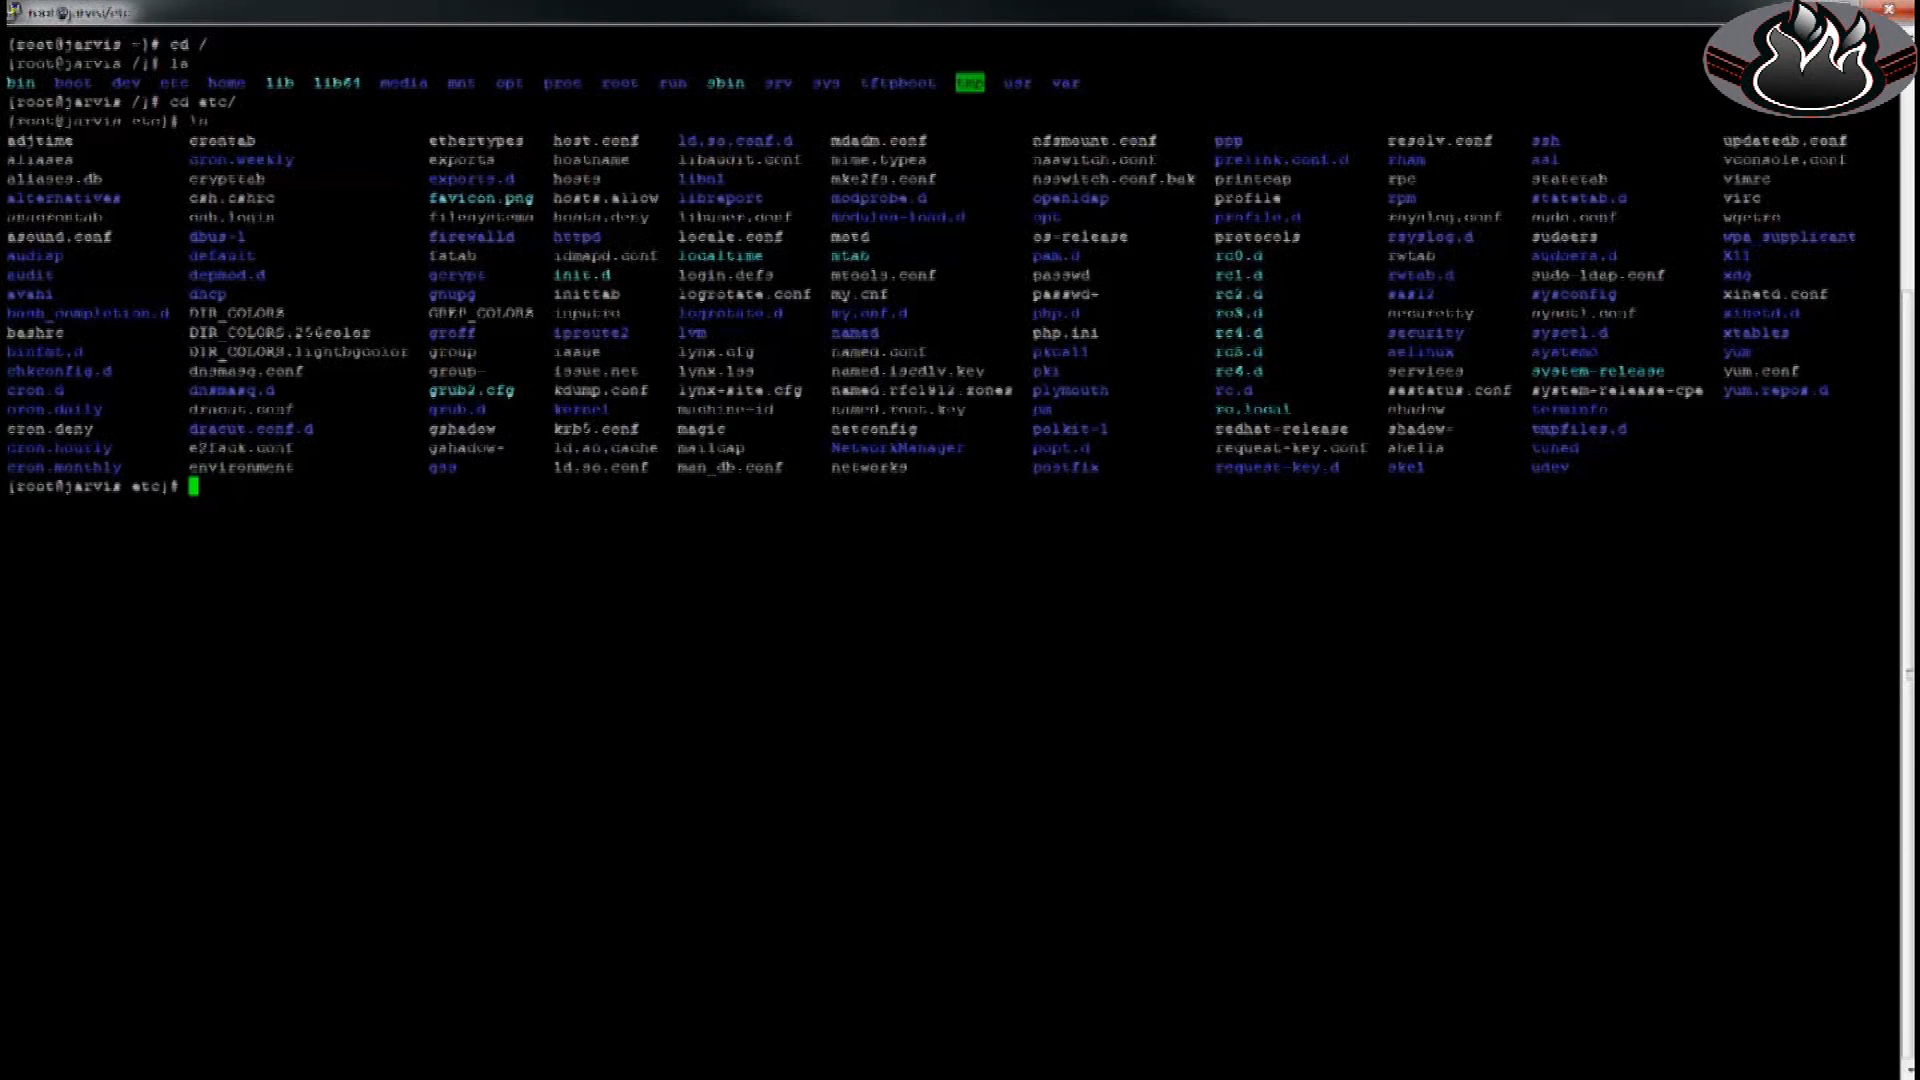 root@jarvis:/etc
[root@jarvis ~]# cd /
[root@jarvis /]# ls
bin boot dev etc home lib lib64 media mnt opt proc root run sbin srv sys tftpboot tmp usr var
[root@jarvis /]# cd etc/
[root@jarvis etc]# ls
adjtime crontab ethertypes host.conf ld.so.conf.d mdadm.conf nfsmount.conf ppp resolv.conf ssh updatedb.conf
aliases cron.weekly exports hostname libaudit.conf mime.types nsswitch.conf prelink.conf.d rhsm ssl vconsole.conf
aliases.db crypttab exports.d hosts libnl mke2fs.conf nsswitch.conf.bak printcap rpc statetab vimrc
alternatives csh.cshrc favicon.png hosts.allow libreport modprobe.d openldap profile rpm statetab.d virc
anacrontab csh.login filesystems hosts.deny libuser.conf modules-load.d opt profile.d rsyslog.conf sudo.conf wgetrc
asound.conf dbus-1 firewalld httpd locale.conf motd os-release protocols rsyslog.d sudoers wpa_supplicant
audisp default fstab idmapd.conf localtime mtab pam.d rc0.d rwtab sudoers.d X11
audit depmod.d gcrypt init.d login.defs mtools.conf passwd rc1.d rwtab.d sudo-ldap.conf xdg
avahi dhcp gnupg inittab logrotate.conf my.cnf passwd- rc2.d sasl2 sysconfig xinetd.conf
bash_completion.d DIR_COLORS GREP_COLORS inputrc logrotate.d my.cnf.d php.d rc3.d securetty sysctl.conf xinetd.d
bashrc DIR_COLORS.256color groff iproute2 lvm named php.ini rc4.d security sysctl.d xtables
binfmt.d DIR_COLORS.lightbgcolor group issue lynx.cfg named.conf pkcs11 rc5.d selinux systemd yum
chkconfig.d dnsmasq.conf group- issue.net lynx.lss named.iscdlv.key pki rc6.d services system-release yum.conf
cron.d dnsmasq.d grub2.cfg kdump.conf lynx-site.cfg named.rfc1912.zones plymouth rc.d sestatus.conf system-release-cpe yum.repos.d
cron.daily dracut.conf grub.d kernel machine-id named.root.key pm rc.local shadow terminfo
cron.deny dracut.conf.d gshadow krb5.conf magic netconfig polkit-1 redhat-release shadow- tmpfiles.d
cron.hourly e2fsck.conf gshadow- ld.so.cache mailcap NetworkManager popt.d request-key.conf shells tuned
cron.monthly environment gss ld.so.conf man_db.conf networks postfix request-key.d skel udev
[root@jarvis etc]#